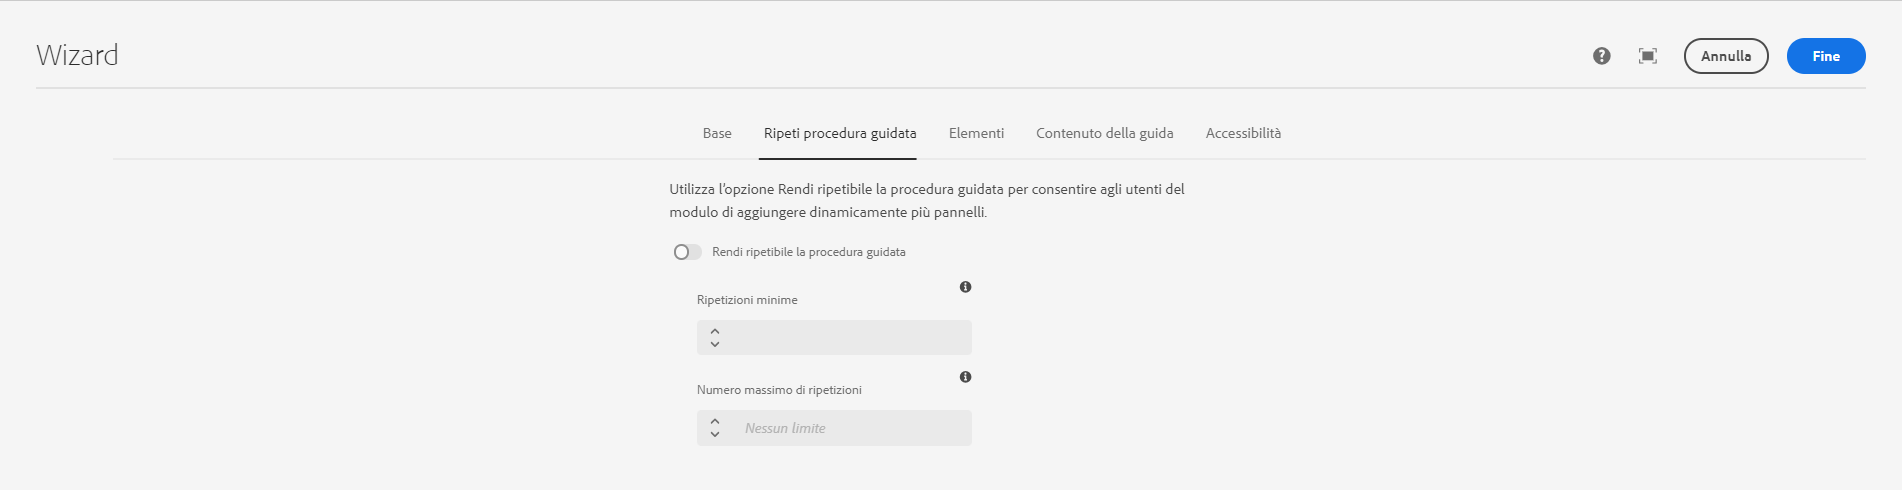 Wizard
Annulla
Fine
Base
Ripeti procedura guidata
Elementi
Contenuto della guida
Accessibilità
Utilizza l'opzione Rendi ripetibile la procedura guidata per consentire agli utenti del
modulo di aggiungere dinamicamente più pannelli.
Rendi ripetibile la procedura guidata
Ripetizioni minime
Numero massimo di ripetizioni
Nessun limite